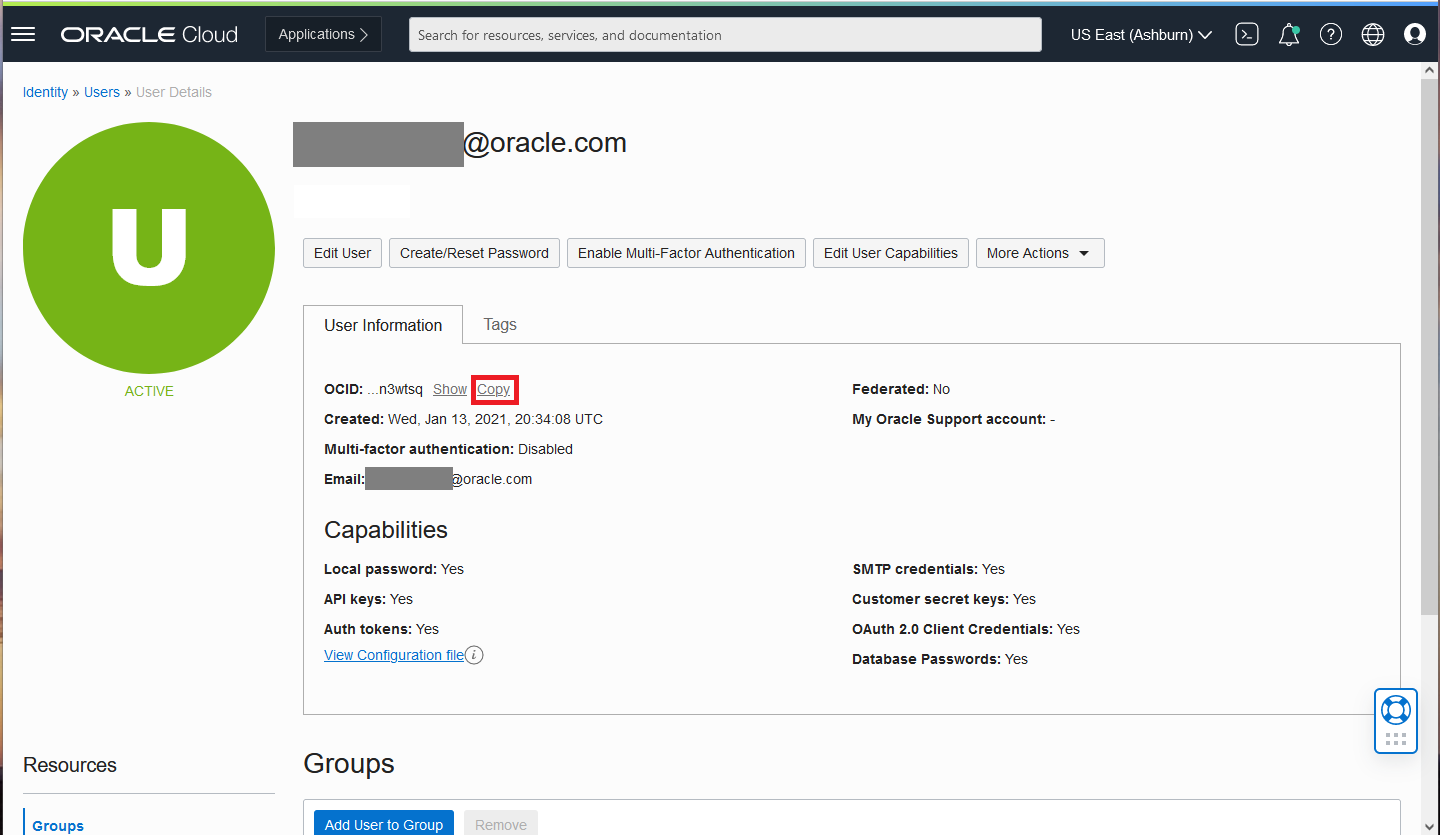 ORACLE Cloud Applications Search for resources, services, and documentation US East (Ashburn)
Identity » Users » User Details
@oracle.com
U
ACTIVE
Edit User Create/Reset Password Enable Multi-Factor Authentication Edit User Capabilities More Actions
User Information Tags
OCID: ...n3wtsq Show Copy
Created: Wed, Jan 13, 2021, 20:34:08 UTC
Multi-factor authentication: Disabled
Email: @oracle.com
Federated: No
My Oracle Support account: -
Capabilities
Local password: Yes
API keys: Yes
Auth tokens: Yes
View Configuration file i
SMTP credentials: Yes
Customer secret keys: Yes
OAuth 2.0 Client Credentials: Yes
Database Passwords: Yes
Resources
Groups
Groups
Add User to Group Remove